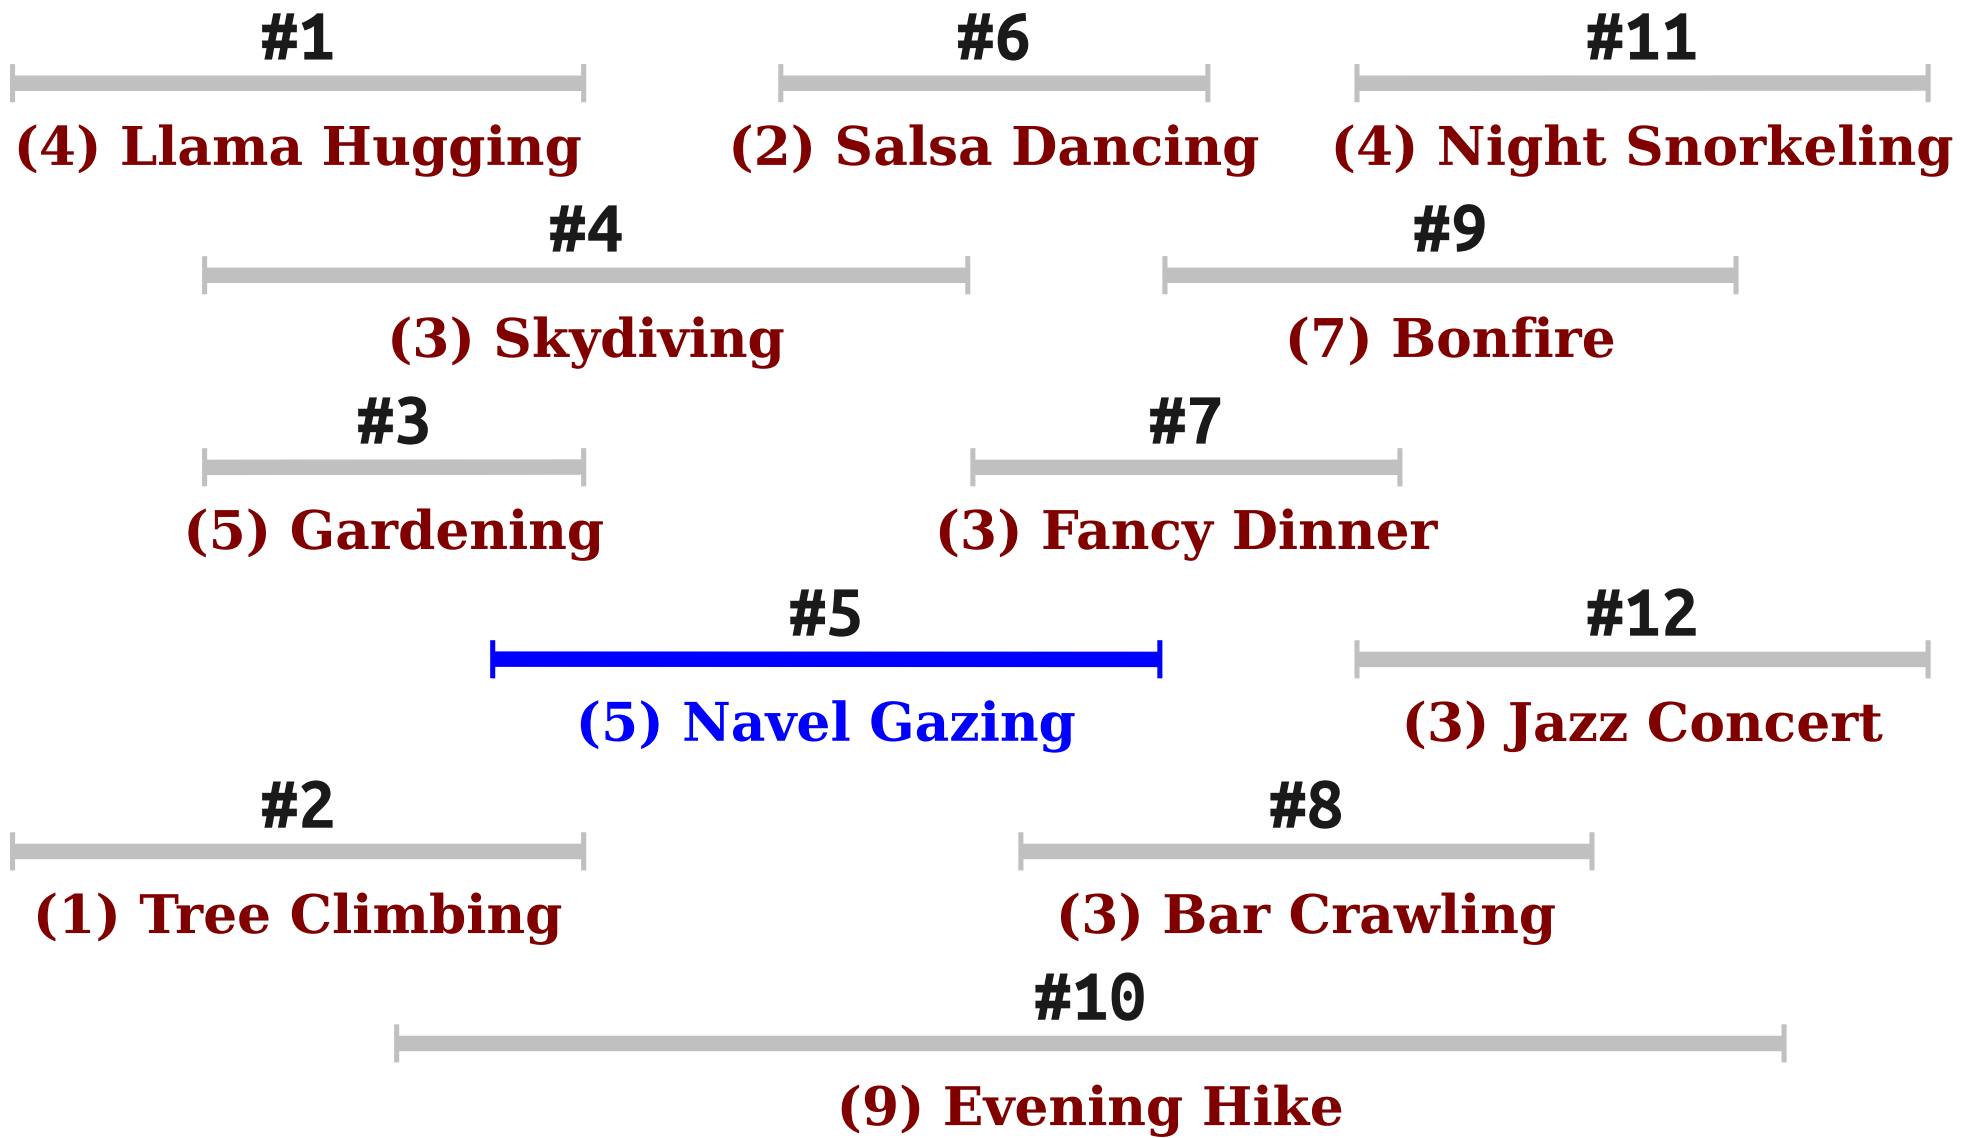 #1 #6 #11
(4) Llama Hugging (2) Salsa Dancing (4) Night Snorkeling
#4 #9
(3) Skydiving (7) Bonfire
#3 #7
(5) Gardening (3) Fancy Dinner
#5 #12
(5) Navel Gazing (3) Jazz Concert
#2 #8
(1) Tree Climbing (3) Bar Crawling
#10
(9) Evening Hike